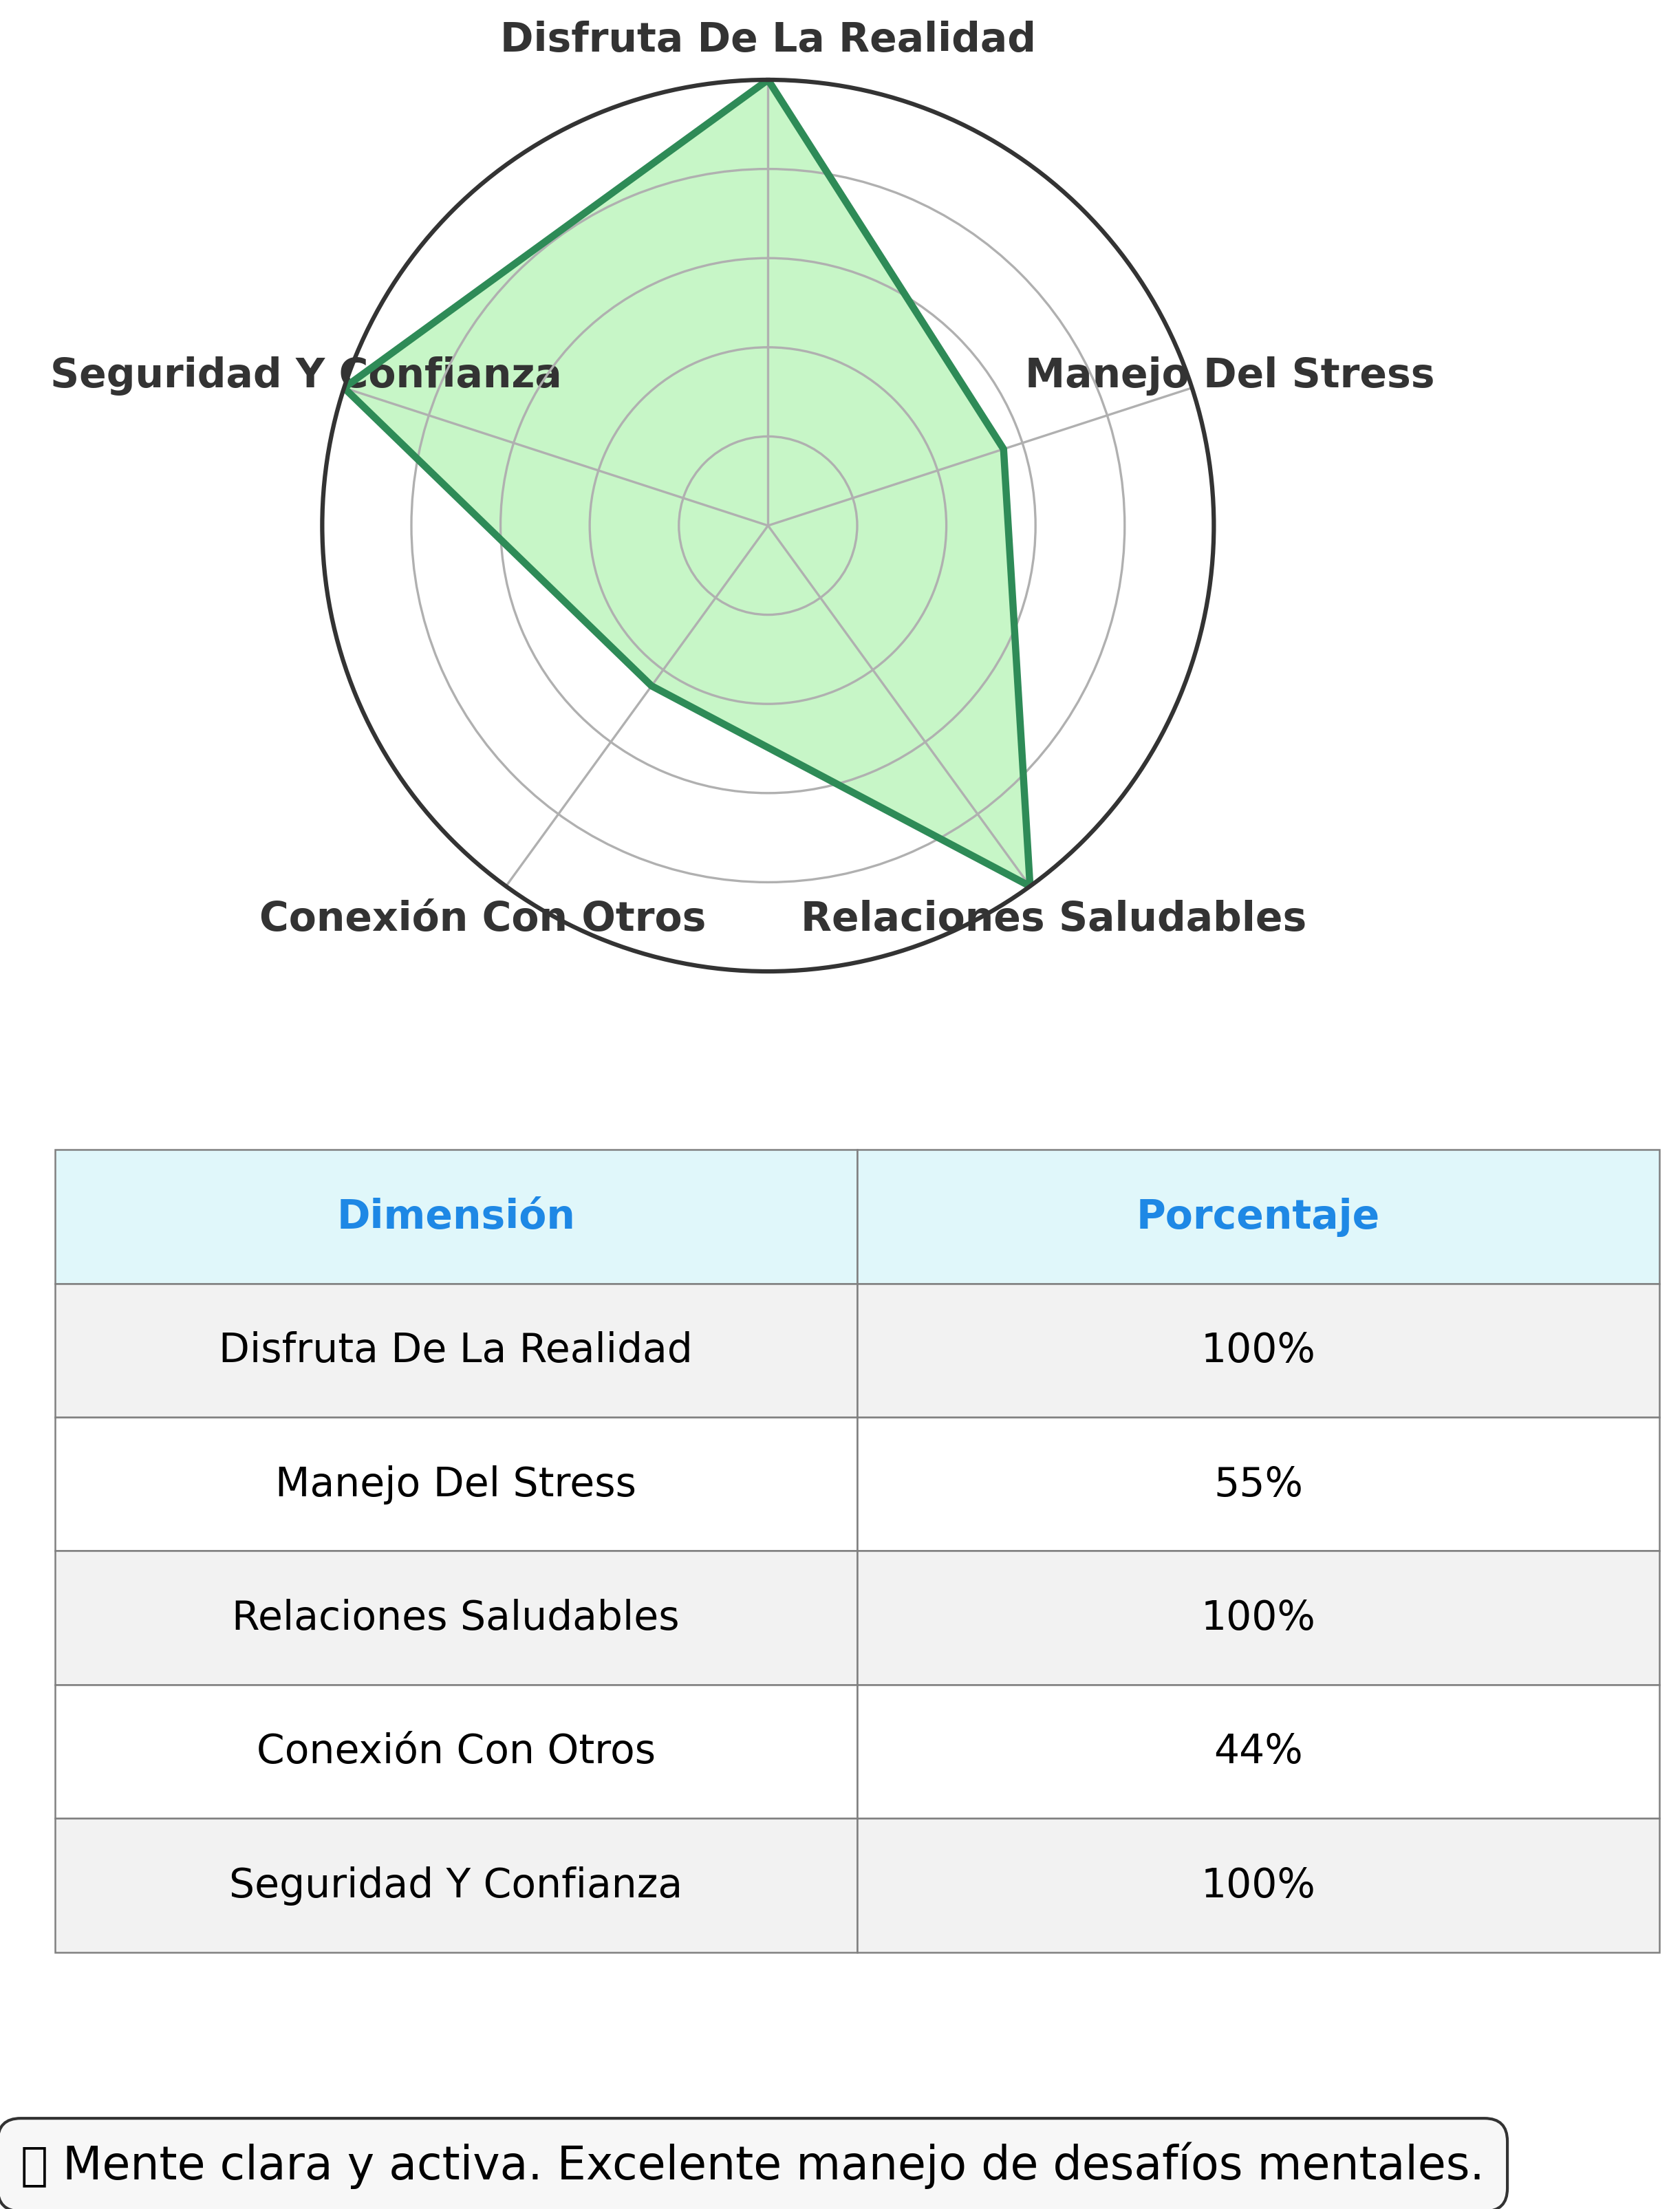 Disfruta De La Realidad
Seguridad Y Confianza
Manejo Del Stress
Conexión Con Otros
Relaciones Saludables
Dimensión Porcentaje
Disfruta De La Realidad 100%
Manejo Del Stress 55%
Relaciones Saludables 100%
Conexión Con Otros 44%
Seguridad Y Confianza 100%
Mente clara y activa. Excelente manejo de desafíos mentales.